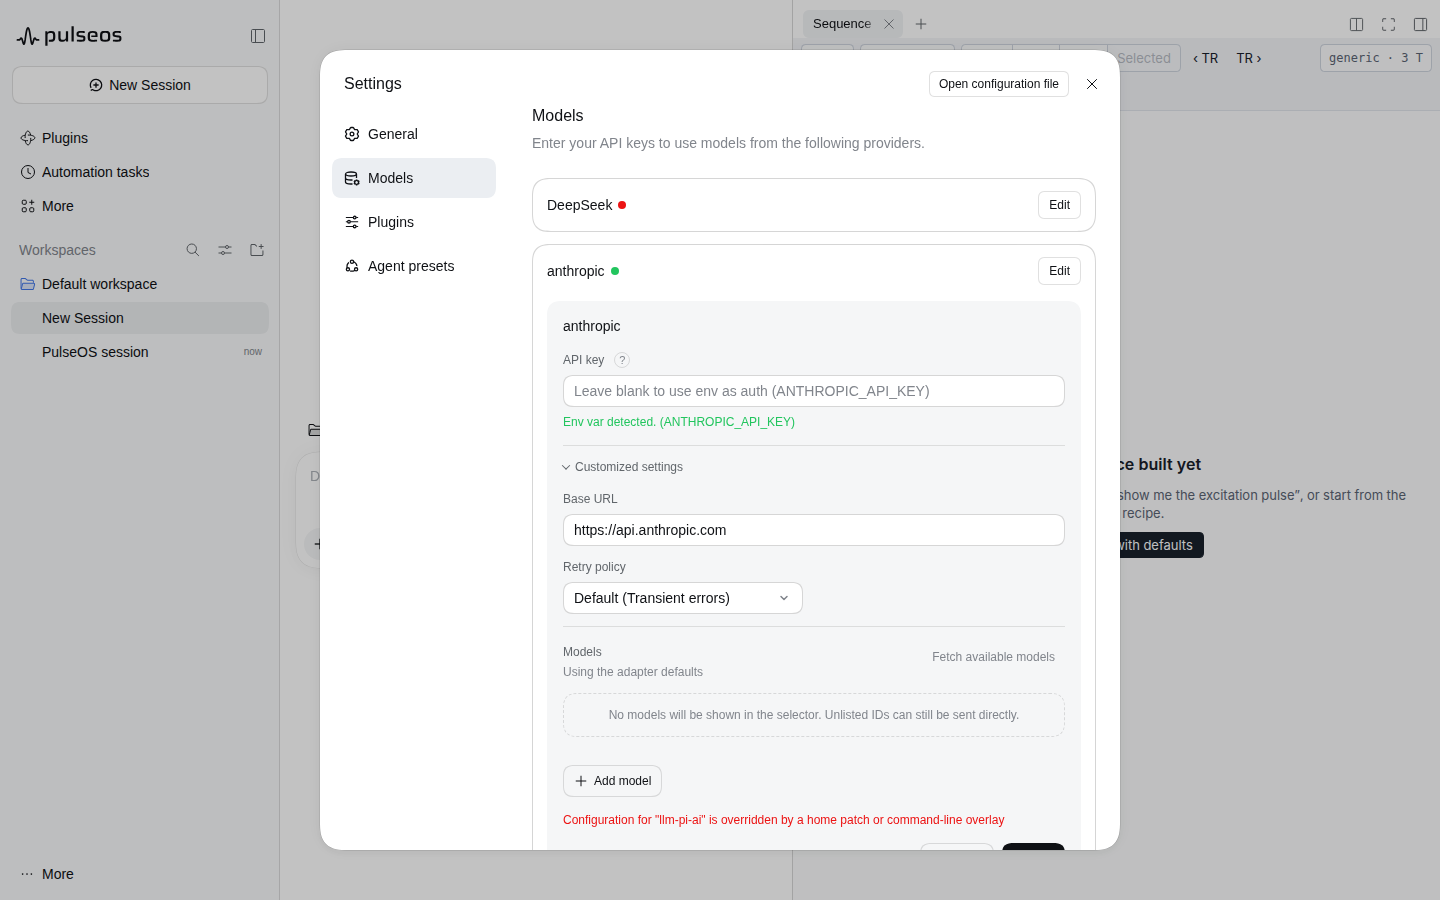 pulseos
New Session
Plugins
Automation tasks
More
Workspaces
Default workspace
New Session
PulseOS session
now
More
Sequence
Selected
‹ TR
TR ›
generic · 3 T
Settings
Open configuration file
General
Models
Plugins
Agent presets
Models
Enter your API keys to use models from the following providers.
DeepSeek
Edit
anthropic
Edit
anthropic
API key ?
Leave blank to use env as auth (ANTHROPIC_API_KEY)
Env var detected. (ANTHROPIC_API_KEY)
Customized settings
Base URL
https://api.anthropic.com
Retry policy
Default (Transient errors)
Models
Fetch available models
Using the adapter defaults
No models will be shown in the selector. Unlisted IDs can still be sent directly.
Add model
Configuration for "llm-pi-ai" is overridden by a home patch or command-line overlay
D
ce built yet
show me the excitation pulse", or start from the
recipe.
with defaults